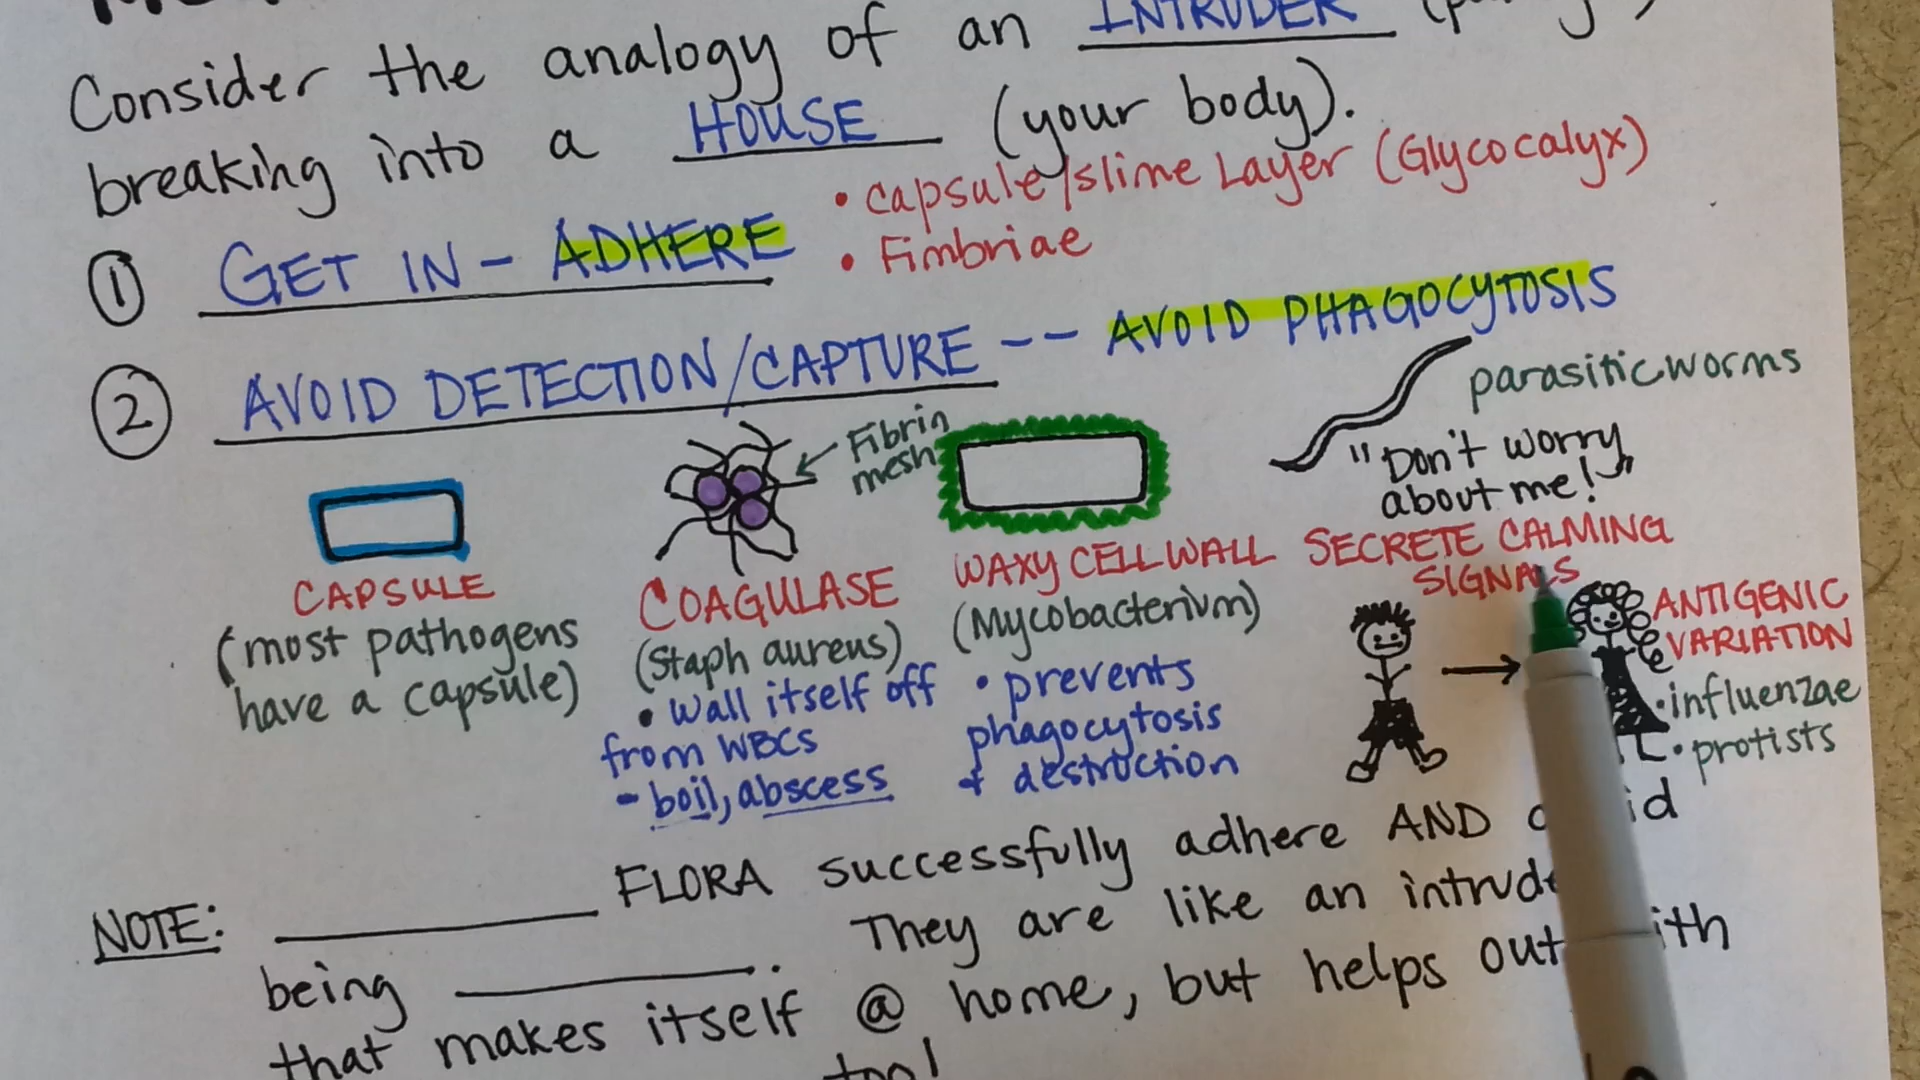 Consider the analogy of an INTRUDER
breaking into a HOUSE (your body).
① GET IN - ADHERE
• capsule/slime Layer (Glycocalyx)
• Fimbriae
② AVOID DETECTION/CAPTURE -- AVOID PHAGOCYTOSIS
CAPSULE
(most pathogens
have a capsule)
Fibrin
mesh
COAGULASE
(Staph aureus)
• Wall itself off
from WBCs
- boil, abscess
WAXY CELL WALL
(Mycobacterium)
• prevents
phagocytosis
& destruction
parasitic worms
"Don't worry
about me!"
SECRETE CALMING
SIGNALS
ANTIGENIC
VARIATION
• influenzae
• protists
NOTE: __________ FLORA successfully adhere AND
being __________. They are like an
that makes itself @ home, but helps out